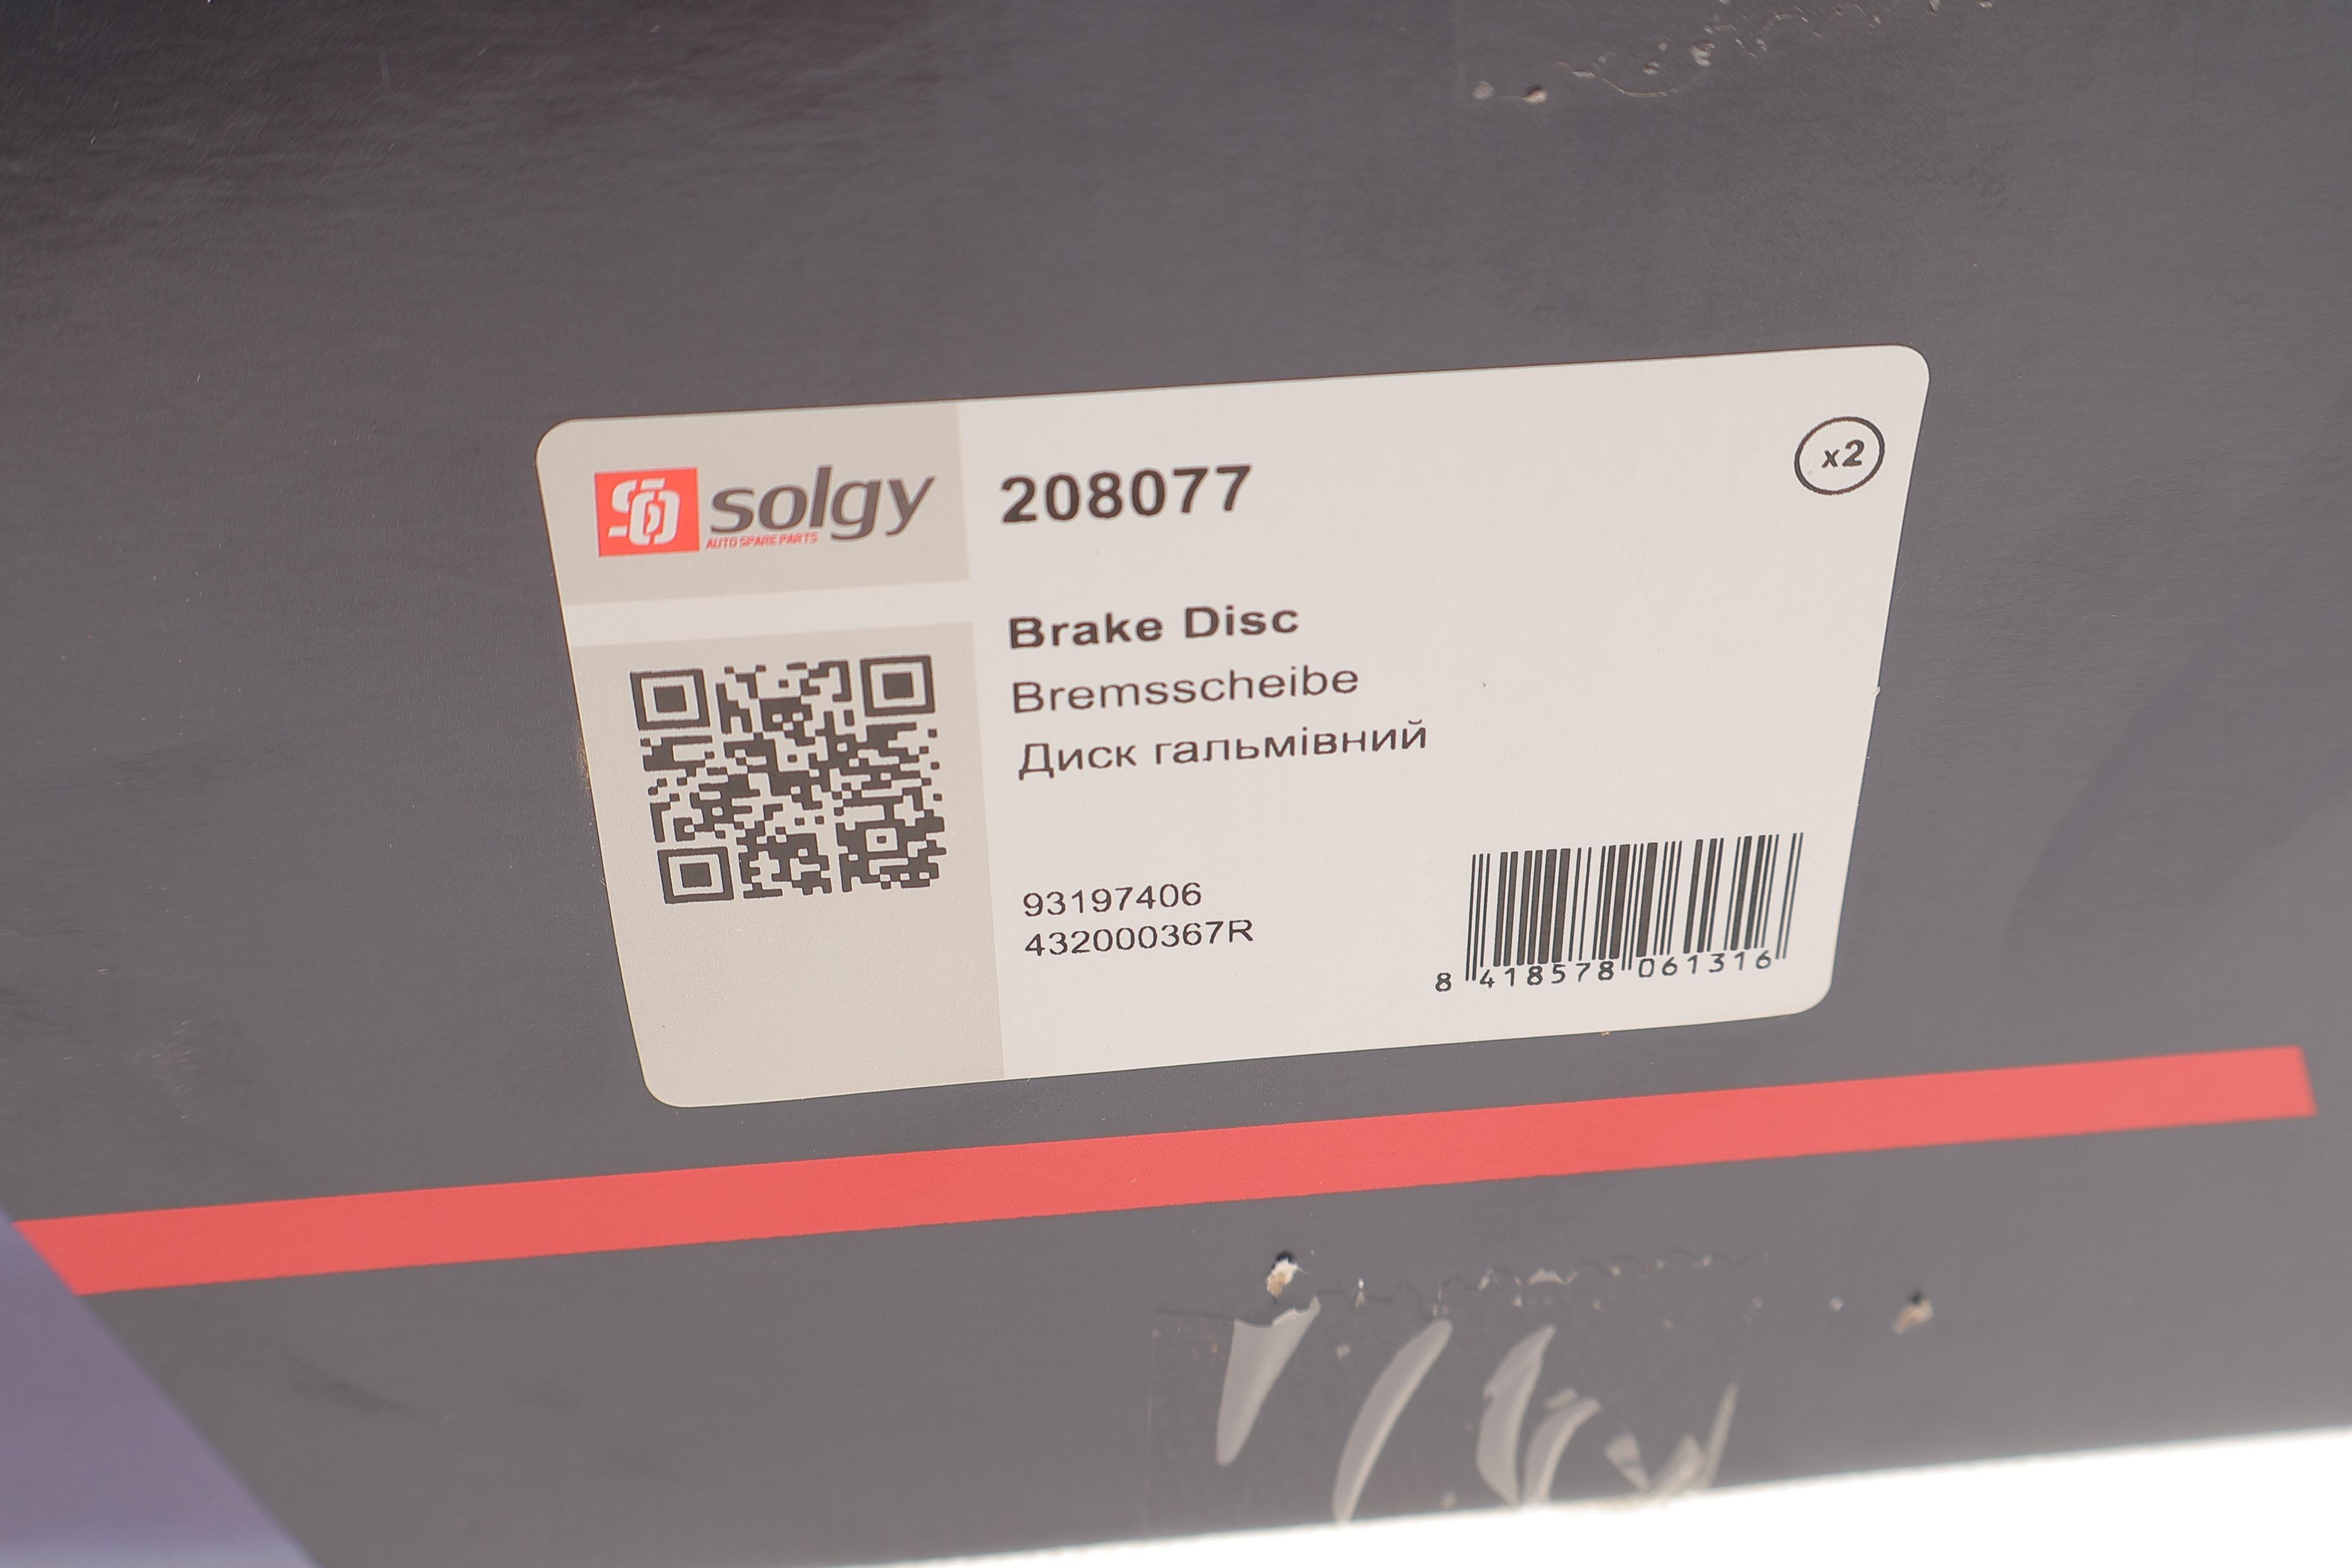 solgy
AUTO SPARE PARTS
208077
x2
Brake Disc
Bremsscheibe
Диск гальмівний
93197406
432000367R
8 418578 061316